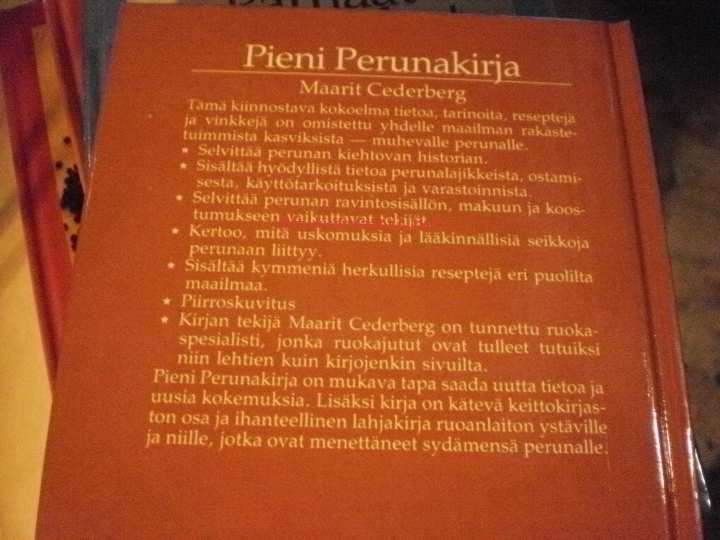 Pieni Perunakirja
Maarit Cederberg
Tämä kiinnostava kokoelma tietoa, tarinoita, reseptejä
ja vinkkejä on omistettu yhdelle maailman rakaste-
tuimmista kasviksista — muhevalle perunalle.
★ Selvittää perunan kiehtovan historian.
★ Sisältää hyödyllistä tietoa perunalajikkeista, ostami-
sesta, käyttötarkoituksista ja varastoinnista.
★ Selvittää perunan ravintosisällön, makuun ja koos-
tumukseen vaikuttavat tekijät.
★ Kertoo, mitä uskomuksia ja lääkinnällisiä seikkoja
perunaan liittyy.
★ Sisältää kymmeniä herkullisia reseptejä eri puolilta
maailmaa.
★ Piirroskuvitus
★ Kirjan tekijä Maarit Cederberg on tunnettu ruoka-
spesialisti, jonka ruokajutut ovat tulleet tutuiksi
niin lehtien kuin kirjojenkin sivuilta.
Pieni Perunakirja on mukava tapa saada uutta tietoa ja
uusia kokemuksia. Lisäksi kirja on kätevä keittokirjas-
ton osa ja ihanteellinen lahjakirja ruoanlaiton ystäville
ja niille, jotka ovat menettäneet sydämensä perunalle.